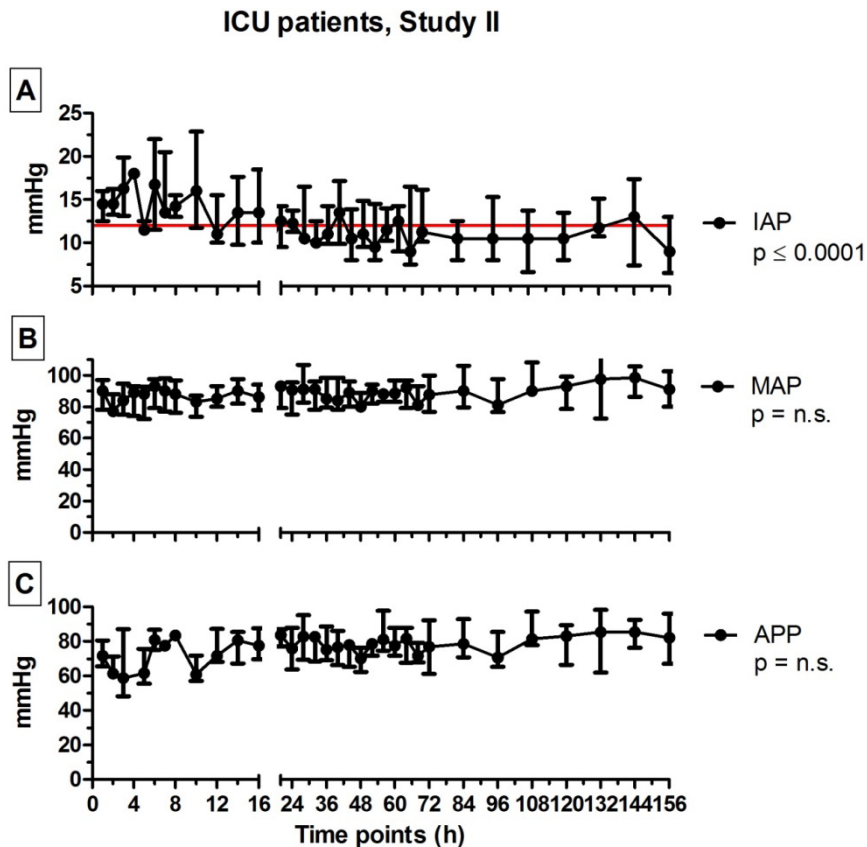 ICU patients, Study II
A
25
20
15
10
5
mmHg
IAP
p ≤ 0.0001
B
100
80
60
40
20
0
mmHg
MAP
p = n.s.
C
100
80
60
40
20
0
mmHg
APP
p = n.s.
0 4 8 12 16 24 36 48 60 72 84 96 108 120 132 144 156
Time points (h)